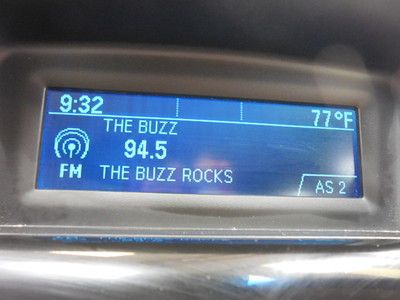 9:32 77°F
THE BUZZ
94.5
FM THE BUZZ ROCKS
AS 2